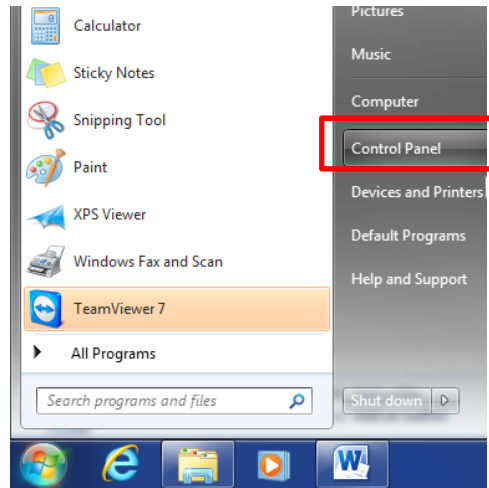 Calculator
Sticky Notes
Snipping Tool
Paint
XPS Viewer
Windows Fax and Scan
TeamViewer 7
All Programs
Search programs and files
Pictures
Music
Computer
Control Panel
Devices and Printers
Default Programs
Help and Support
Shut down
W